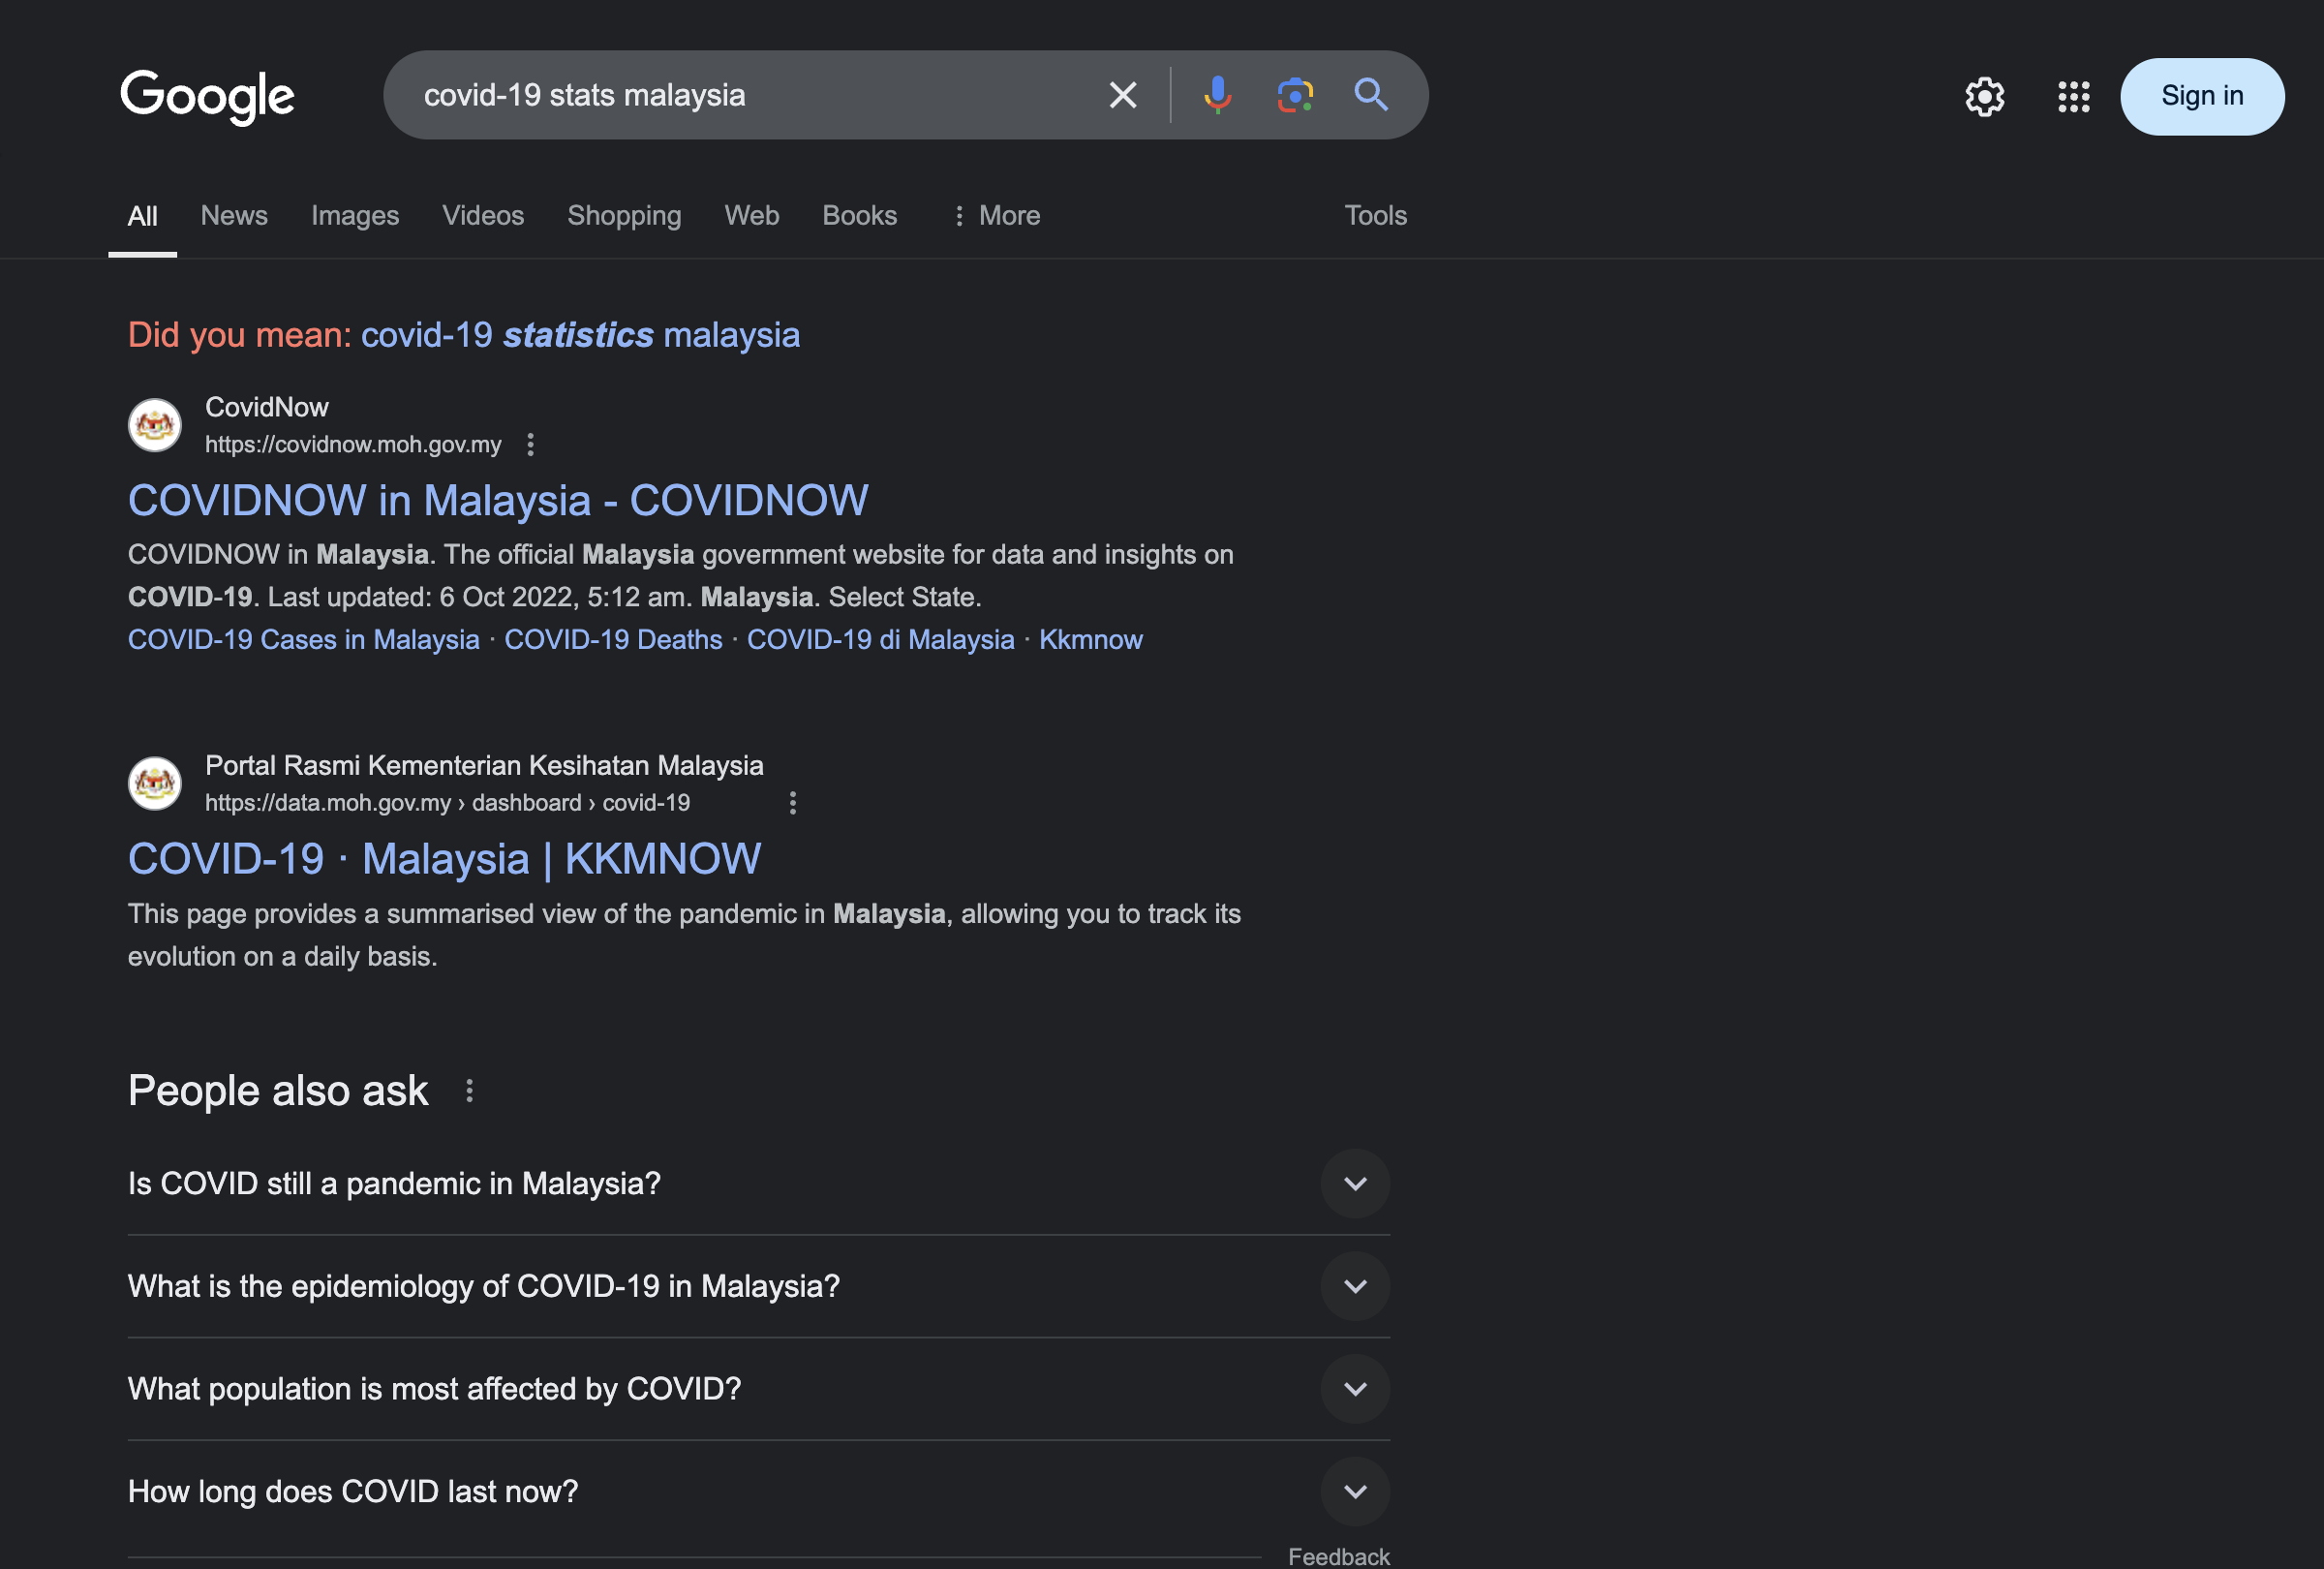 Google
covid-19 stats malaysia
Sign in
All News Images Videos Shopping Web Books More Tools
Did you mean: covid-19 statistics malaysia
CovidNow
https://covidnow.moh.gov.my
COVIDNOW in Malaysia - COVIDNOW
COVIDNOW in Malaysia. The official Malaysia government website for data and insights on
COVID-19. Last updated: 6 Oct 2022, 5:12 am. Malaysia. Select State.
COVID-19 Cases in Malaysia · COVID-19 Deaths · COVID-19 di Malaysia · Kkmnow
Portal Rasmi Kementerian Kesihatan Malaysia
https://data.moh.gov.my › dashboard › covid-19
COVID-19 · Malaysia | KKMNOW
This page provides a summarised view of the pandemic in Malaysia, allowing you to track its
evolution on a daily basis.
People also ask
Is COVID still a pandemic in Malaysia?
What is the epidemiology of COVID-19 in Malaysia?
What population is most affected by COVID?
How long does COVID last now?
Feedback